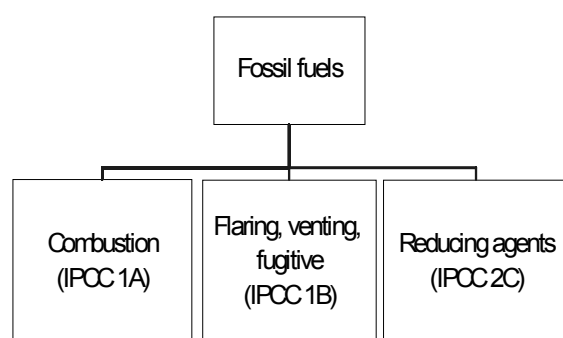 Fossil fuels
Combustion
(IPCC 1A)
Flaring, venting,
fugitive
(IPCC 1B)
Reducing agents
(IPCC 2C)